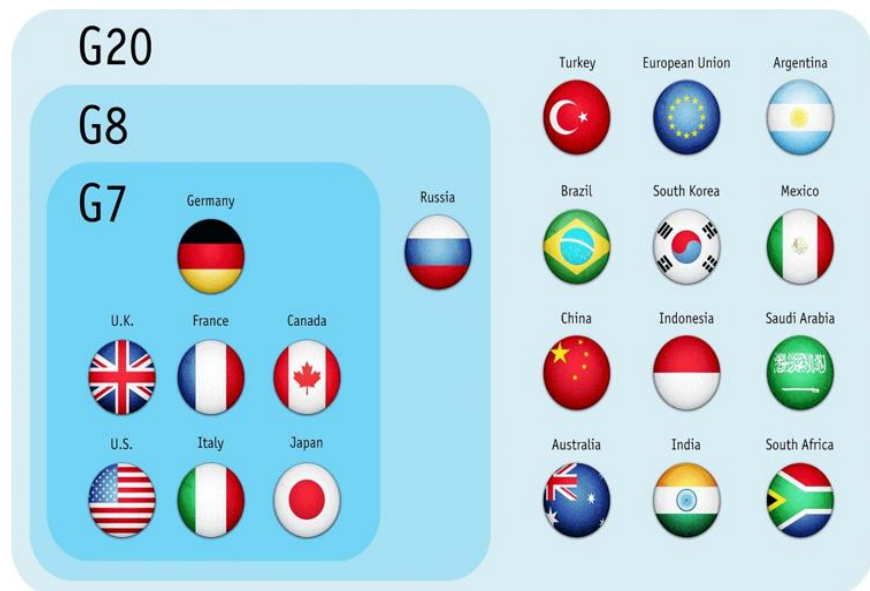 G20
Turkey European Union Argentina
G8
G7
Germany
Russia
Brazil South Korea Mexico
U.K. France Canada
China Indonesia Saudi Arabia
U.S. Italy Japan
Australia India South Africa